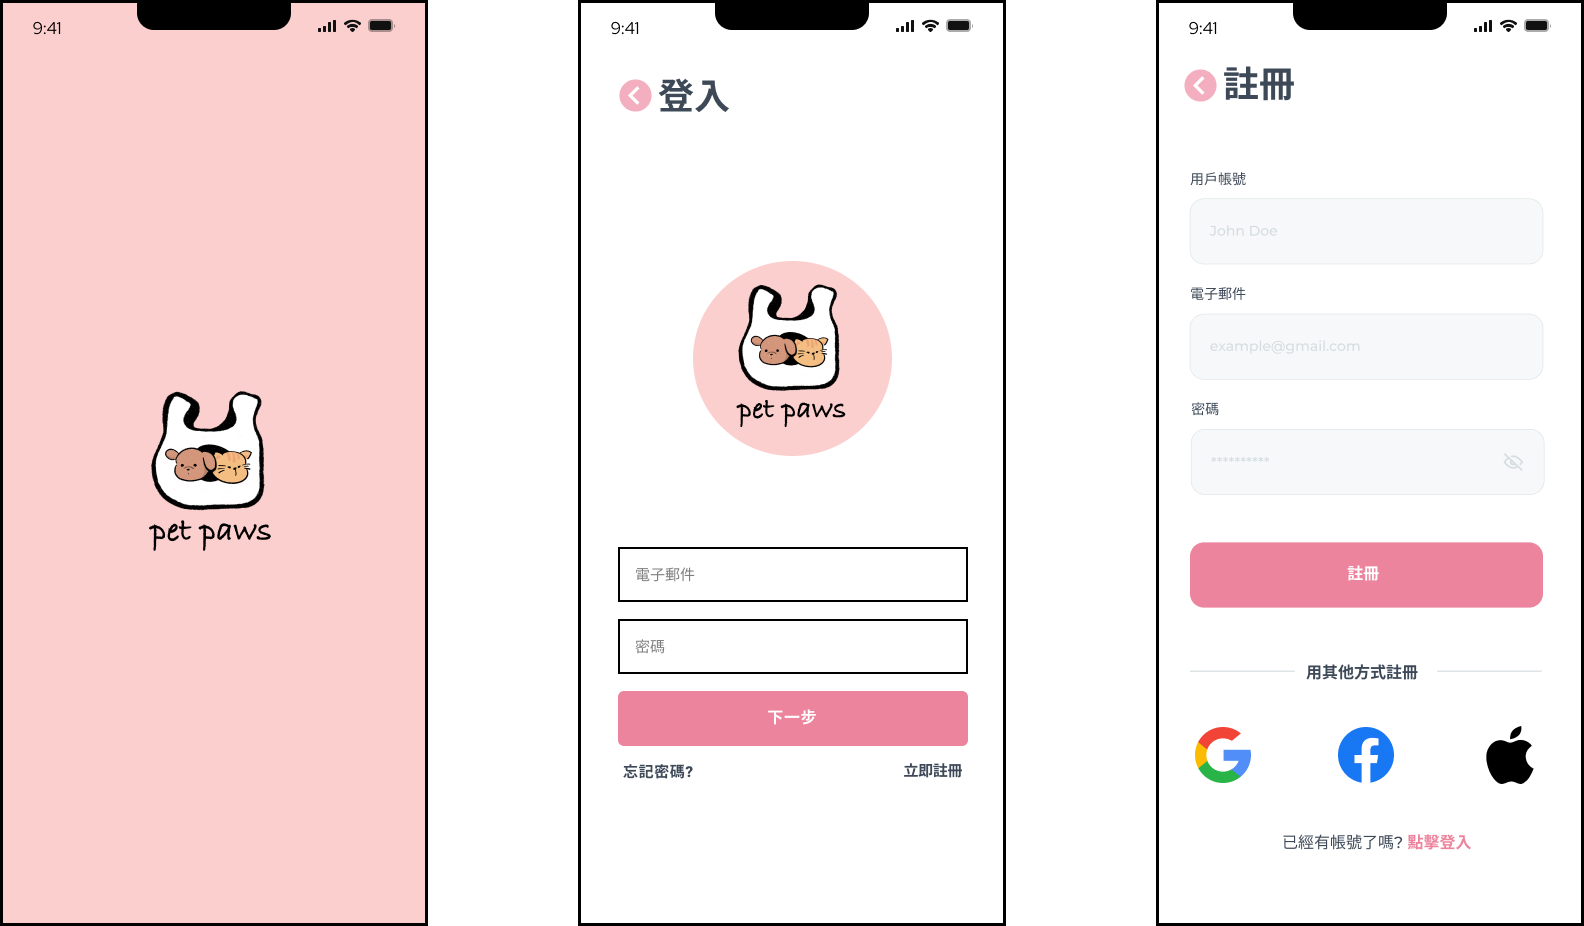 9:41
pet paws
9:41
登入
pet paws
電子郵件
密碼
下一步
忘記密碼?
立即註冊
9:41
註冊
用戶帳號
John Doe
電子郵件
example@gmail.com
密碼
**********
註冊
用其他方式註冊
已經有帳號了嗎? 點擊登入